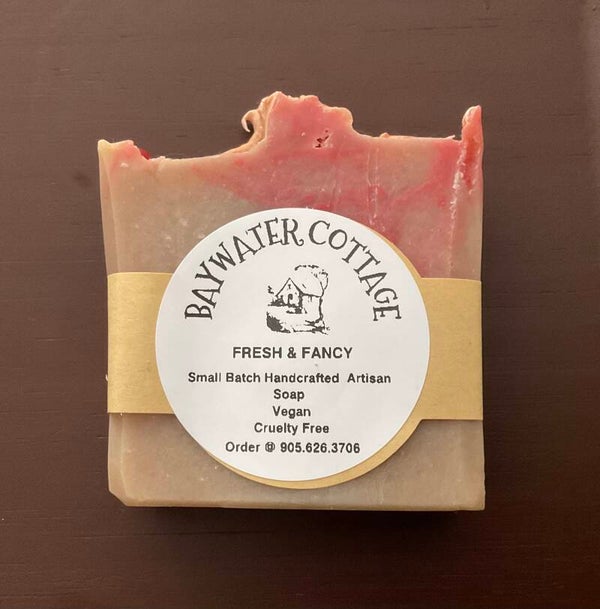 BAYWATER COTTAGE
FRESH & FANCY
Small Batch Handcrafted Artisan
Soap
Vegan
Cruelty Free
Order @ 905.626.3706